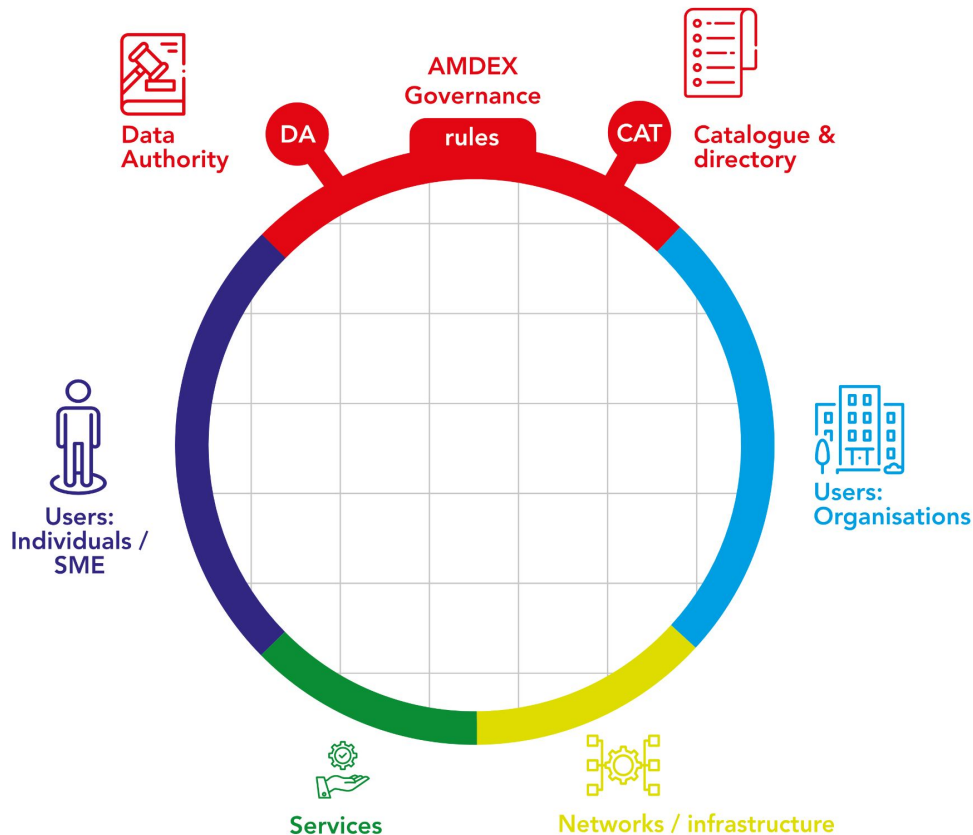 AMDEX
Governance
rules
DA
CAT
Data
Authority
Catalogue &
directory
Users:
Individuals /
SME
Users:
Organisations
Services
Networks / infrastructure